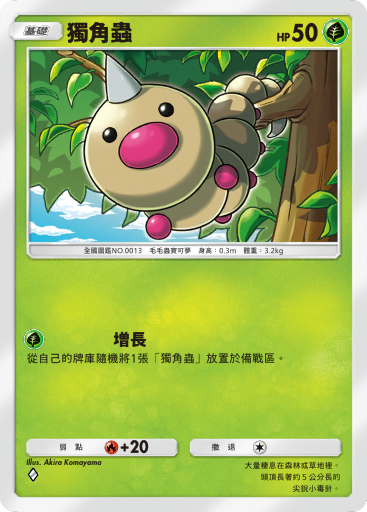 基礎 獨角蟲 HP 50
全國圖鑑NO.0013 毛毛蟲寶可夢 身高：0.3m 體重：3.2kg
增長
從自己的牌庫隨機將1張「獨角蟲」放置於備戰區。
弱點 +20 撤退
Illus. Akira Komayama
大量棲息在森林或草地裡。
頭頂長著約５公分長的
尖銳小毒針。